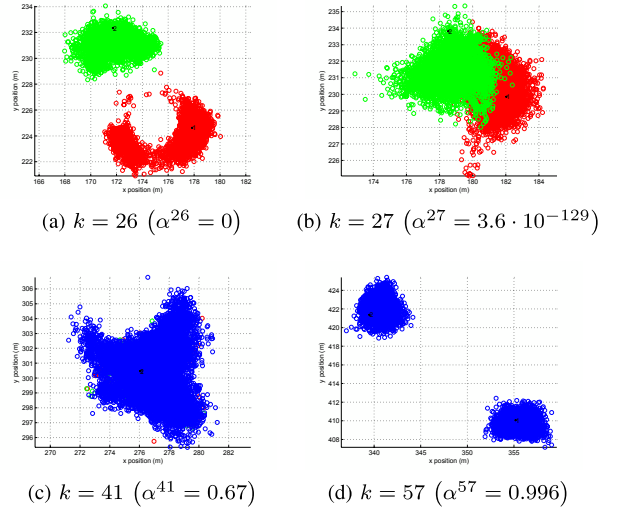 234
232
230
228
226
224
222
y position (m)
166 168 170 172 174 176 178 180 182
x position (m)
(a) k = 26 (α^26 = 0)
235
234
233
232
231
230
229
228
227
226
y position (m)
174 176 178 180 182 184
x position (m)
(b) k = 27 (α^27 = 3.6 · 10^−129)
306
305
304
303
302
301
300
299
298
297
296
y position (m)
270 272 274 276 278 280 282
x position (m)
(c) k = 41 (α^41 = 0.67)
424
422
420
418
416
414
412
410
408
y position (m)
340 345 350 355
x position (m)
(d) k = 57 (α^57 = 0.996)